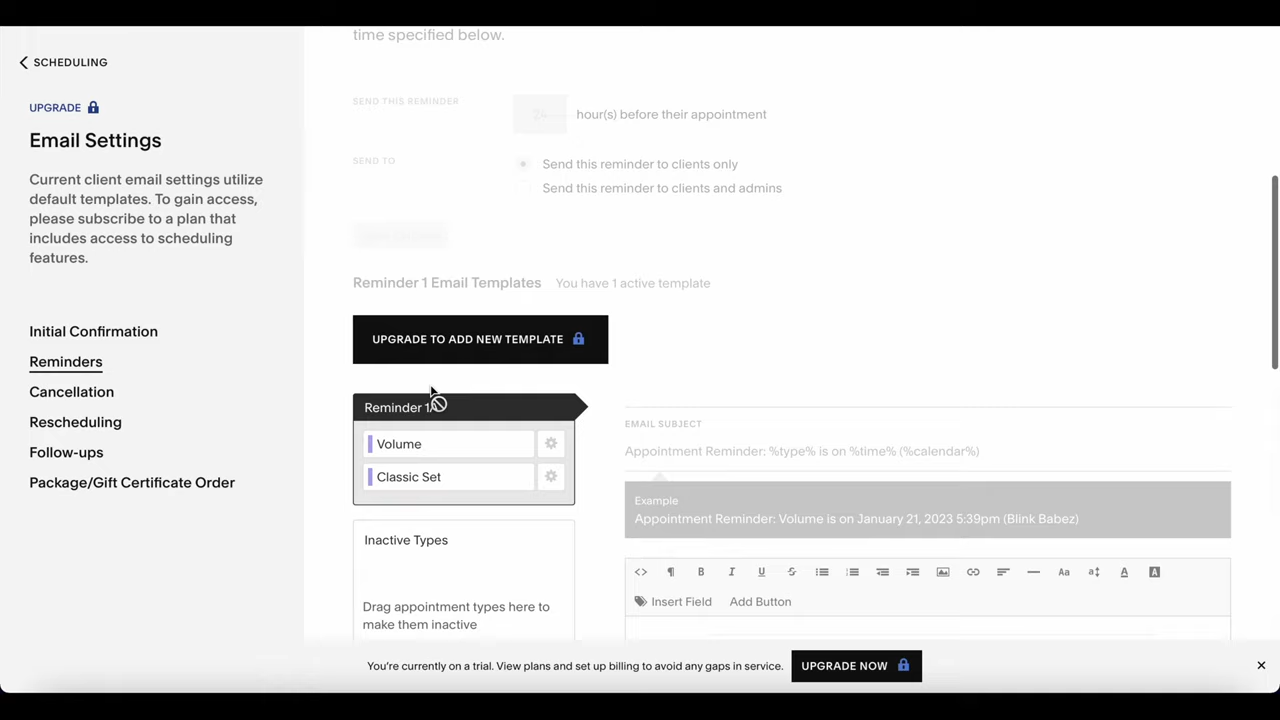 time specified below.
SCHEDULING
UPGRADE
Email Settings
Current client email settings utilize
default templates. To gain access,
please subscribe to a plan that
includes access to scheduling
features.
Initial Confirmation
Reminders
Cancellation
Rescheduling
Follow-ups
Package/Gift Certificate Order
SEND THIS REMINDER
24
hour(s) before their appointment
SEND TO
Send this reminder to clients only
Send this reminder to clients and admins
Reminder 1 Email Templates
You have 1 active template
UPGRADE TO ADD NEW TEMPLATE
Reminder 1A
Volume
Classic Set
Inactive Types
Drag appointment types here to
make them inactive
EMAIL SUBJECT
Appointment Reminder: %type% is on %time% (%calendar%)
Example
Appointment Reminder: Volume is on January 21, 2023 5:39pm (Blink Babez)
Insert Field
Add Button
You're currently on a trial. View plans and set up billing to avoid any gaps in service.
UPGRADE NOW